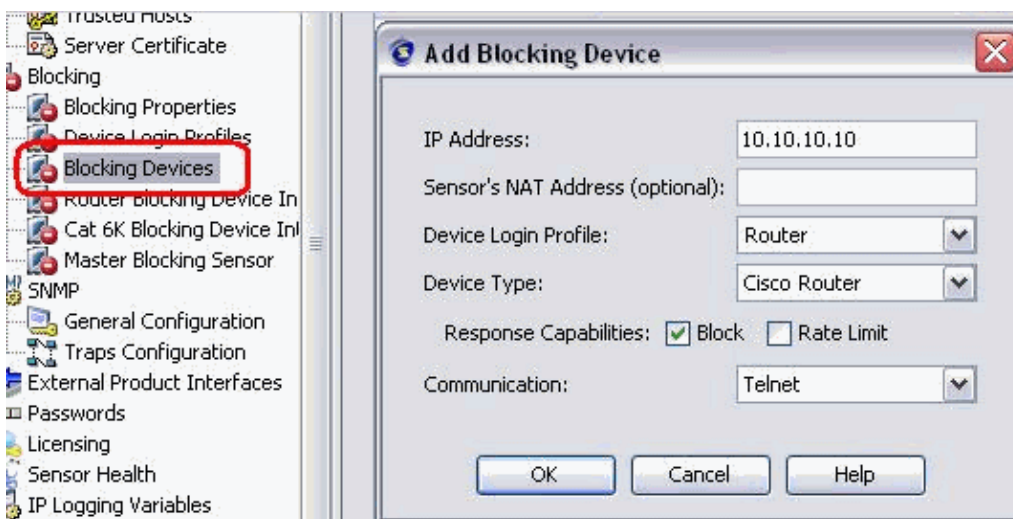 Trusted Hosts
Server Certificate
Blocking
Blocking Properties
Device Login Profiles
Blocking Devices
Router Blocking Device In
Cat 6K Blocking Device In
Master Blocking Sensor
SNMP
General Configuration
Traps Configuration
External Product Interfaces
Passwords
Licensing
Sensor Health
IP Logging Variables
Add Blocking Device
IP Address: 10.10.10.10
Sensor's NAT Address (optional):
Device Login Profile: Router
Device Type: Cisco Router
Response Capabilities: Block Rate Limit
Communication: Telnet
OK Cancel Help